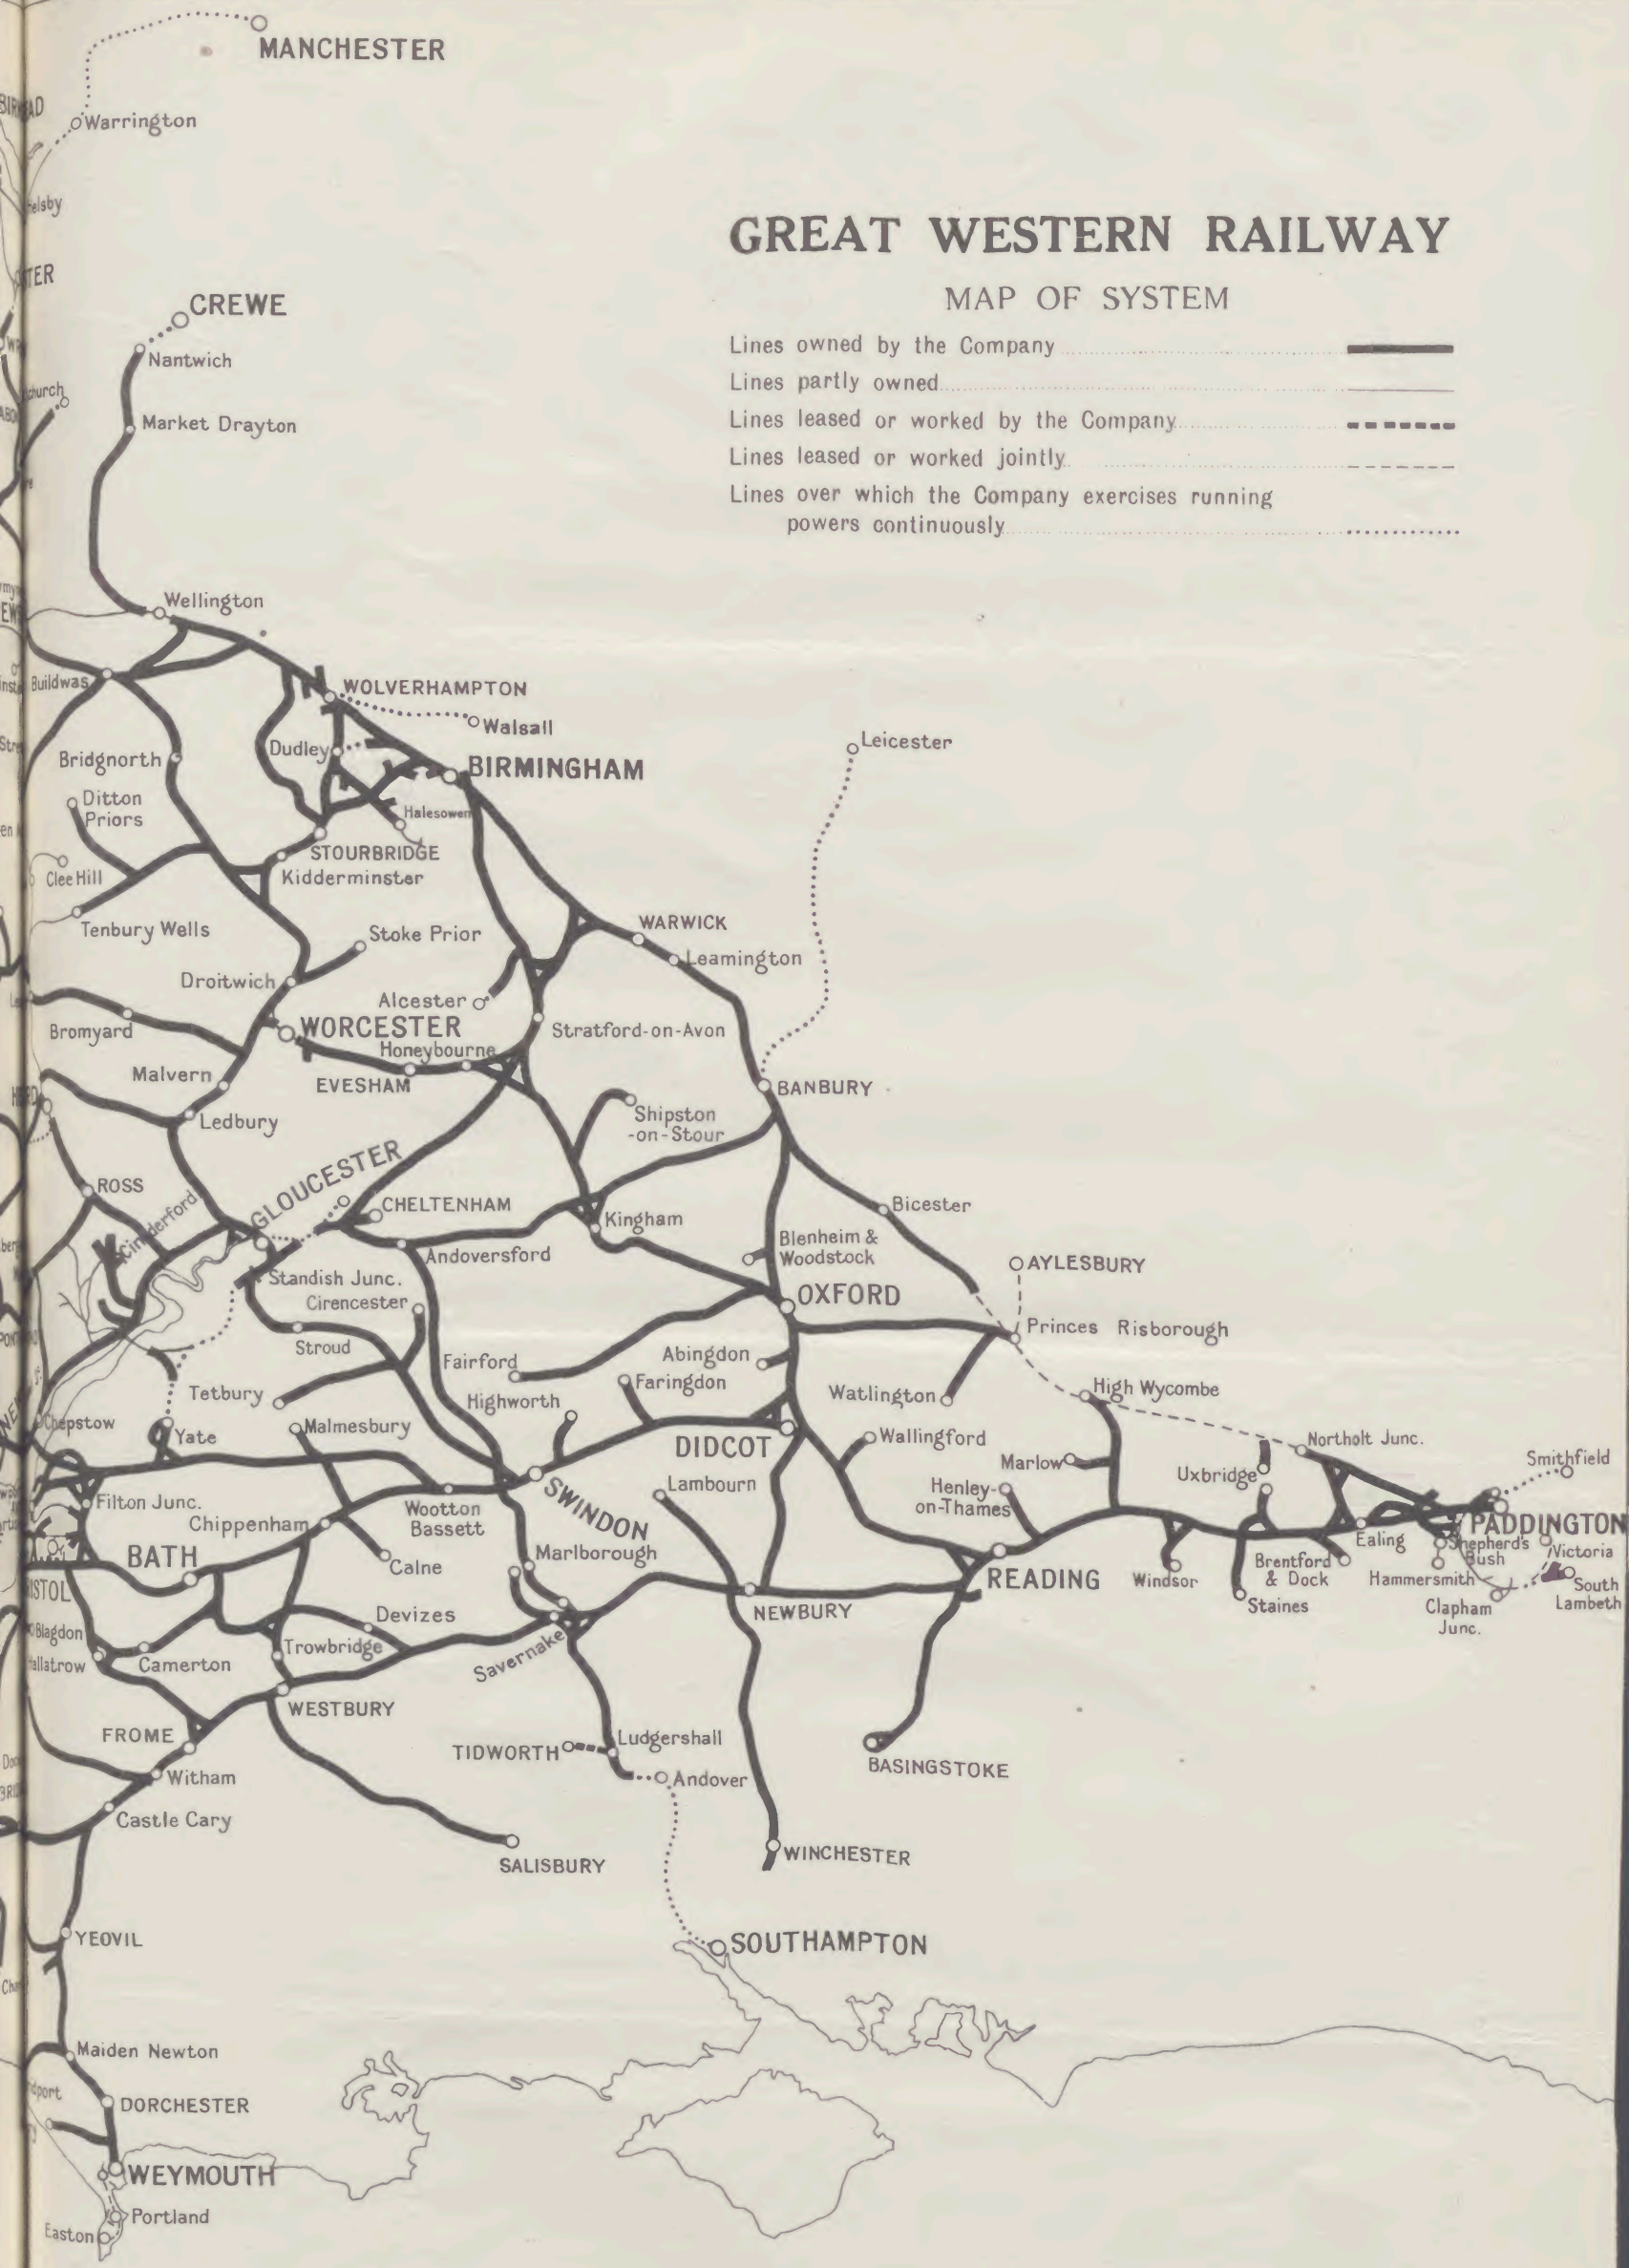 MANCHESTER
Warrington
GREAT WESTERN RAILWAY
MAP OF SYSTEM
CREWE
Lines owned by the Company
Nantwich
Lines partly owned
Market Drayton
Lines leased or worked by the Company
Lines leased or worked jointly
Lines over which the Company exercises running
powers continuously
Wellington
Buildwas
WOLVERHAMPTON
Walsall
Dudley
Leicester
Bridgnorth
BIRMINGHAM
Ditton
Priors
Halesowen
STOURBRIDGE
Clee Hill
Kidderminster
Tenbury Wells
WARWICK
Stoke Prior
Leamington
Droitwich
Alcester
Bromyard
WORCESTER
Stratford-on-Avon
Honeybourne
Malvern
EVESHAM
BANBURY
Ledbury
Shipston
-on-Stour
GLOUCESTER
ROSS
Cinderford
CHELTENHAM
Kingham
Bicester
Andoversford
Blenheim &
Woodstock
AYLESBURY
Standish Junc.
Cirencester
OXFORD
Princes Risborough
Stroud
Fairford
Abingdon
Faringdon
Tetbury
Highworth
Watlington
High Wycombe
Chepstow
Yate
Malmesbury
DIDCOT
Wallingford
Northolt Junc.
Marlow
Uxbridge
Smithfield
Lambourn
Henley-
on-Thames
Filton Junc.
Chippenham
Wootton
Bassett
SWINDON
PADDINGTON
Ealing
Shepherd's
Bush
Victoria
BATH
Calne
Marlborough
READING
Windsor
Brentford
& Dock
Hammersmith
South
Lambeth
Staines
Clapham
Junc.
NEWBURY
Devizes
Blagdon
Trowbridge
Camerton
Savernake
WESTBURY
FROME
TIDWORTH
Ludgershall
BASINGSTOKE
Witham
Andover
Castle Cary
SALISBURY
WINCHESTER
YEOVIL
SOUTHAMPTON
Maiden Newton
DORCHESTER
WEYMOUTH
Portland
Easton